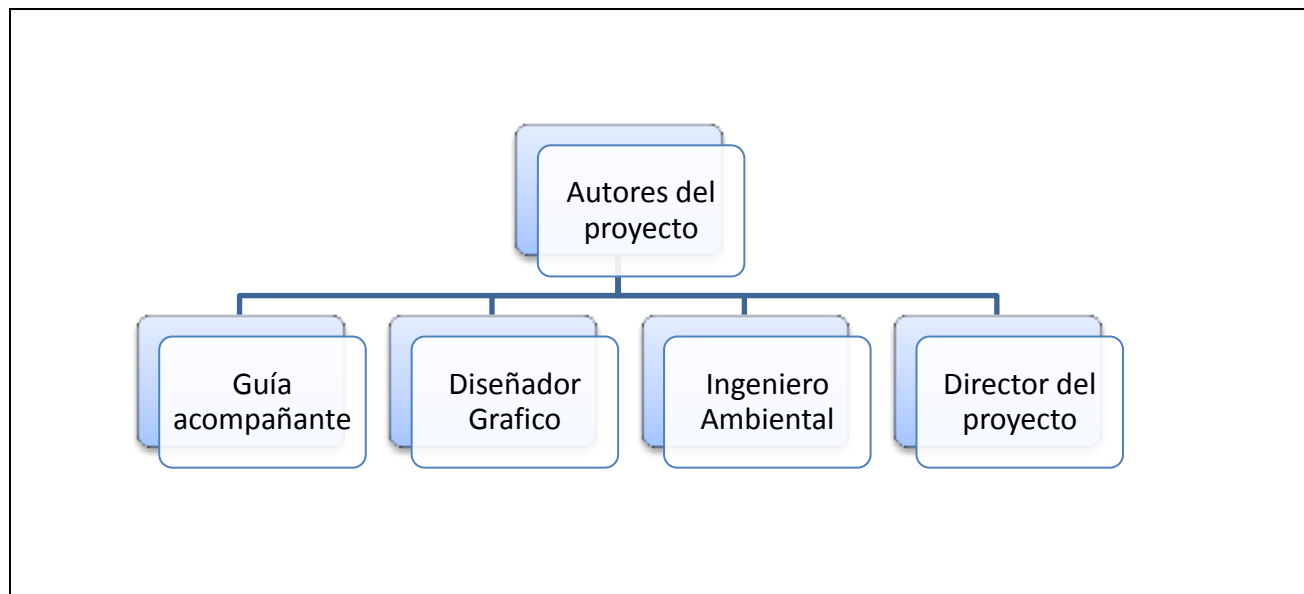 Autores del
proyecto
Guía
acompañante
Diseñador
Grafico
Ingeniero
Ambiental
Director del
proyecto